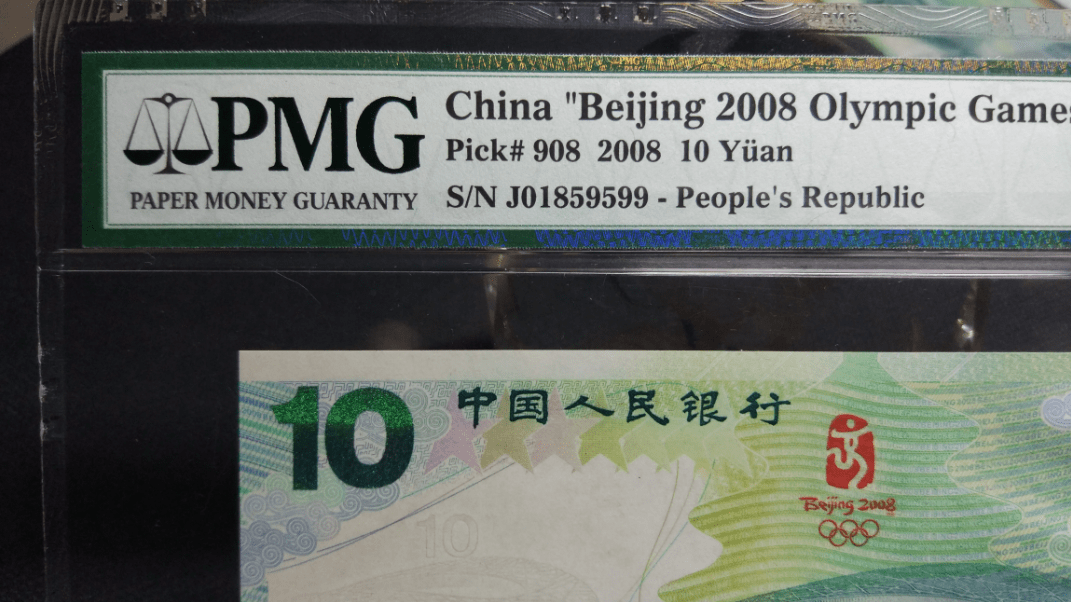 PMG
PAPER MONEY GUARANTY
China "Beijing 2008 Olympic Games
Pick# 908 2008 10 Yüan
S/N J01859599 - People's Republic
10
中国人民银行
Beijing 2008
10